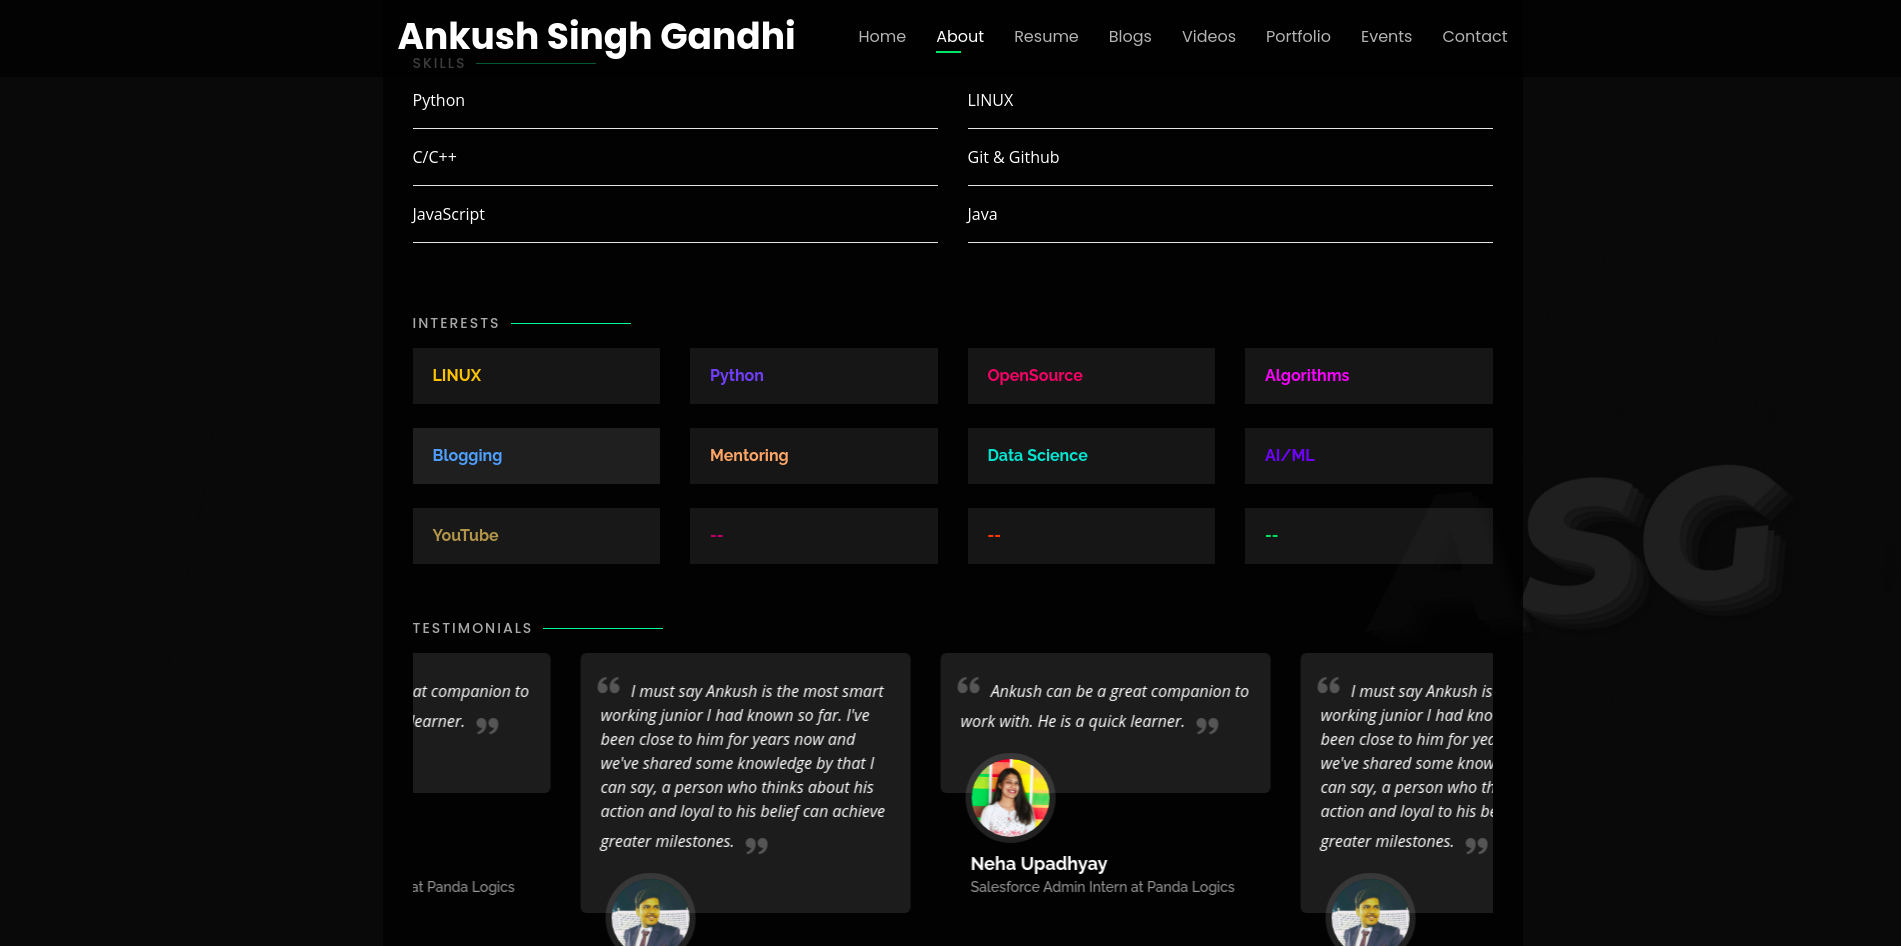 Ankush Singh Gandhi
Home About Resume Blogs Videos Portfolio Events Contact
SKILLS
Python
LINUX
C/C++
Git & Github
JavaScript
Java
INTERESTS
LINUX
Python
OpenSource
Algorithms
Blogging
Mentoring
Data Science
AI/ML
YouTube
--
--
--
ASG
TESTIMONIALS
at companion to
learner. ”
at Panda Logics
“ I must say Ankush is the most smart
working junior I had known so far. I've
been close to him for years now and
we've shared some knowledge by that I
can say, a person who thinks about his
action and loyal to his belief can achieve
greater milestones. ”
“ Ankush can be a great companion to
work with. He is a quick learner. ”
Neha Upadhyay
Salesforce Admin Intern at Panda Logics
“ I must say Ankush is
working junior I had kno
been close to him for yea
we've shared some know
can say, a person who th
action and loyal to his be
greater milestones. ”